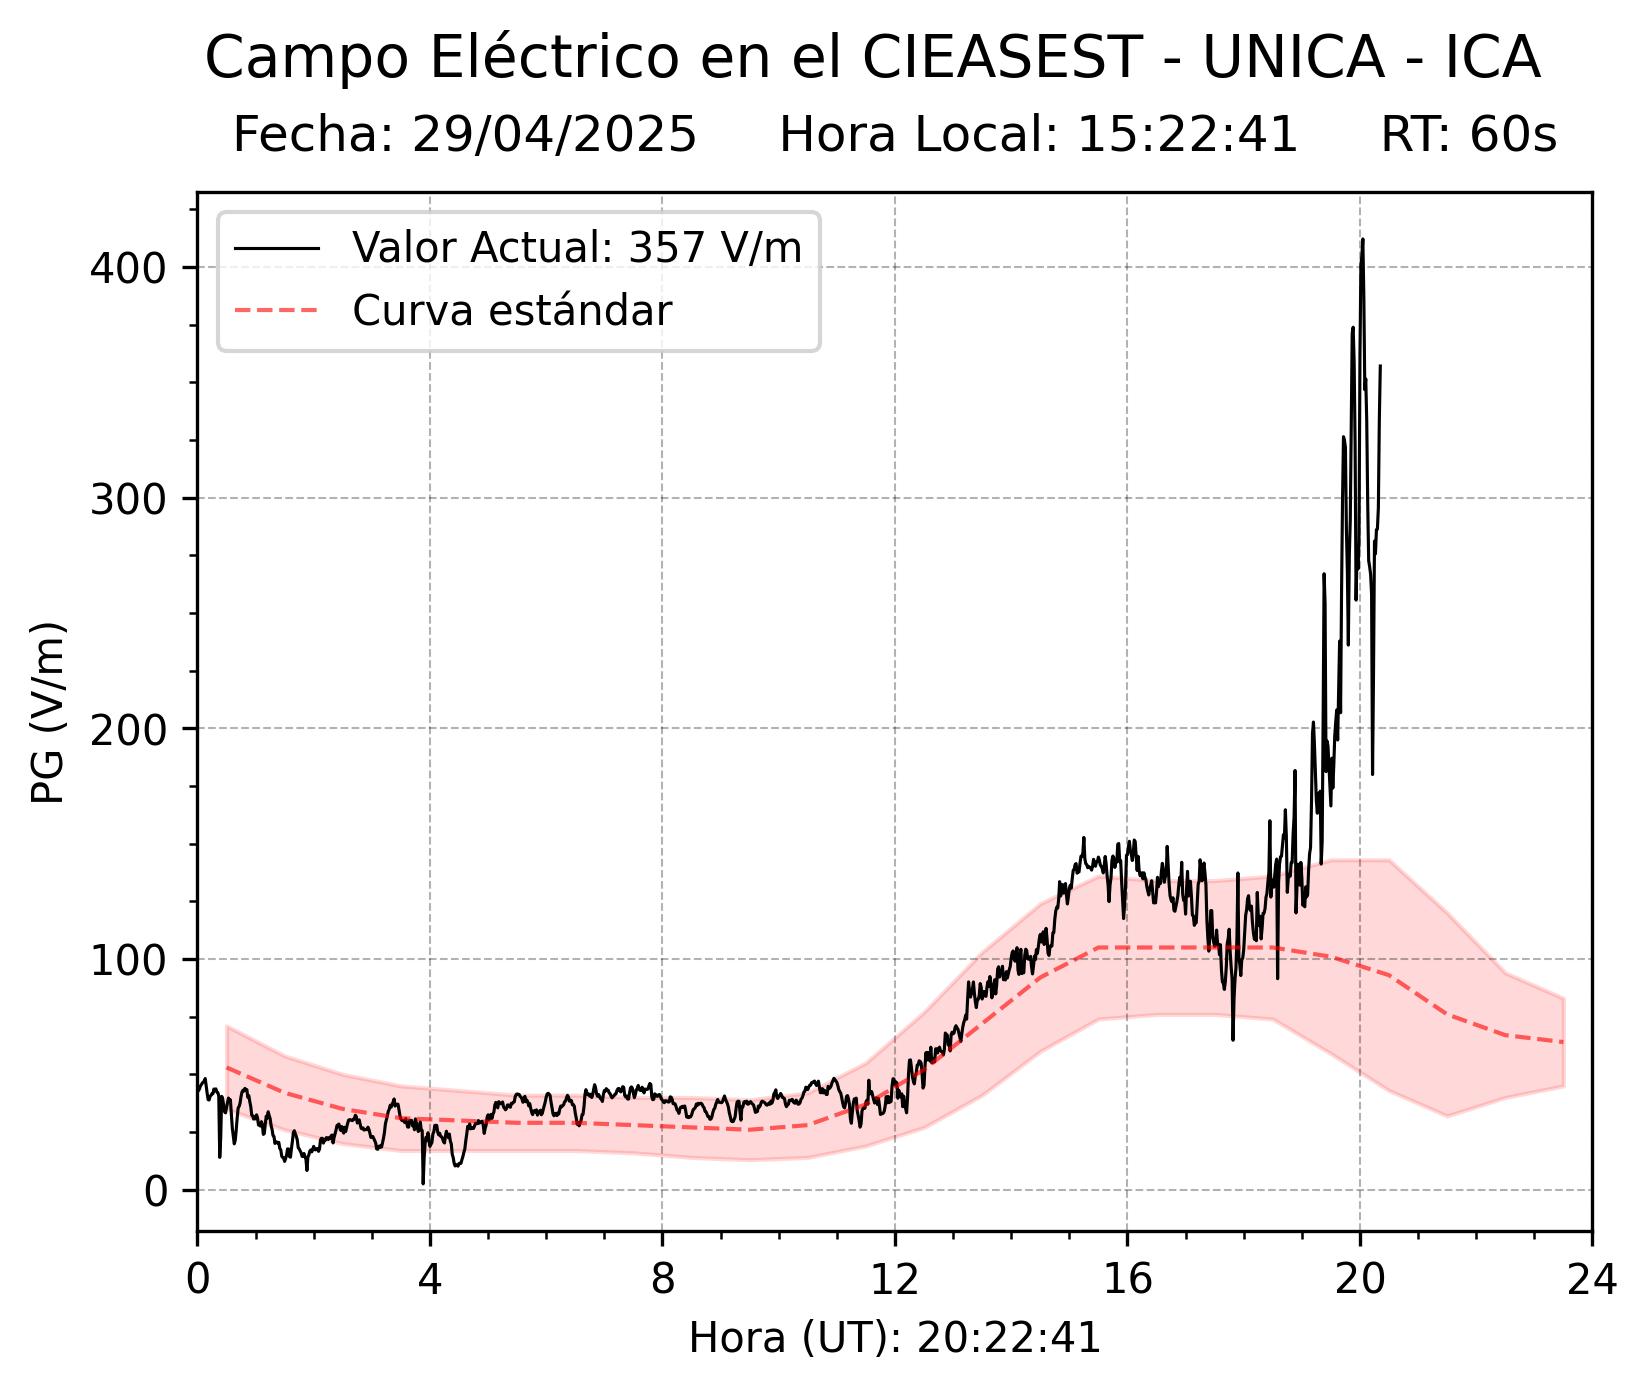 Campo Eléctrico en el CIEASEST - UNICA - ICA
Fecha: 29/04/2025 Hora Local: 15:22:41 RT: 60s
Valor Actual: 357 V/m
Curva estándar
400
300
200
100
0
PG (V/m)
0 4 8 12 16 20 24
Hora (UT): 20:22:41